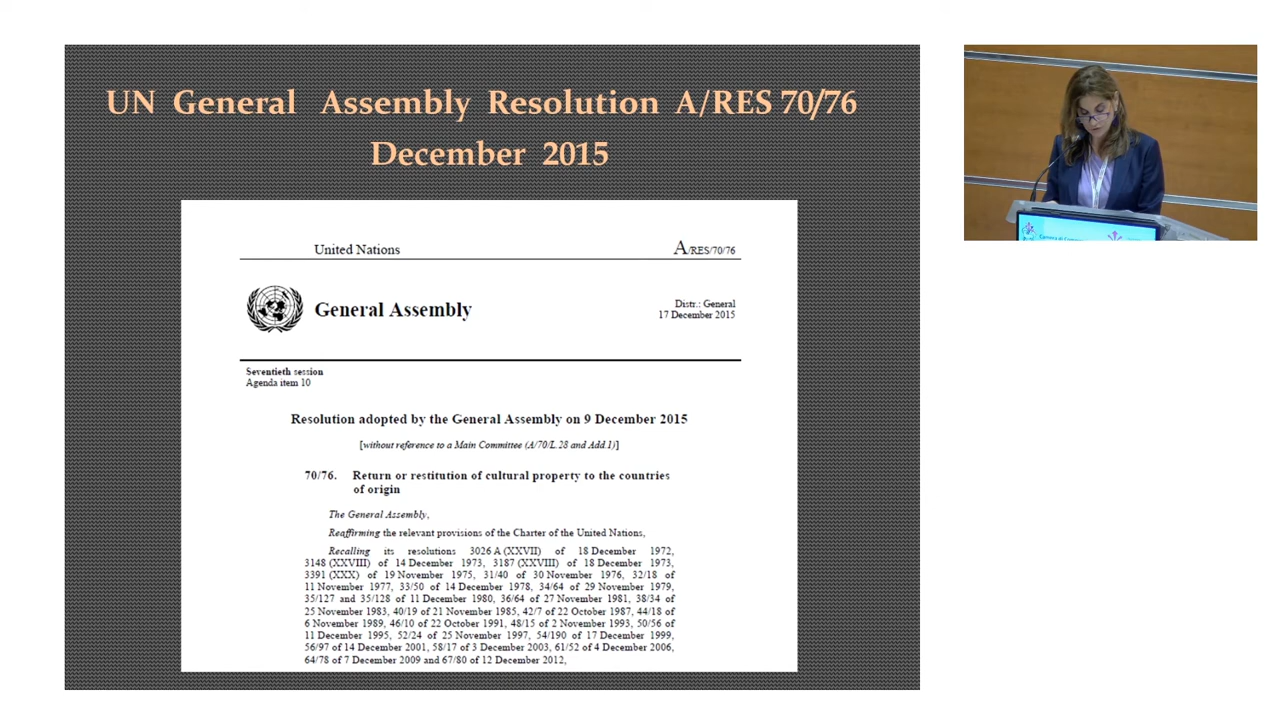 UN General Assembly Resolution A/RES 70/76
December 2015
United Nations
A/RES/70/76
General Assembly
Distr.: General
17 December 2015
Seventieth session
Agenda item 10
Resolution adopted by the General Assembly on 9 December 2015
[without reference to a Main Committee (A/70/L.28 and Add.1)]
70/76. Return or restitution of cultural property to the countries
of origin
The General Assembly,
Reaffirming the relevant provisions of the Charter of the United Nations,
Recalling its resolutions 3026 A (XXVII) of 18 December 1972,
3148 (XXVIII) of 14 December 1973, 3187 (XXVIII) of 18 December 1973,
3391 (XXX) of 19 November 1975, 31/40 of 30 November 1976, 32/18 of
11 November 1977, 33/50 of 14 December 1978, 34/64 of 29 November 1979,
35/127 and 35/128 of 11 December 1980, 36/64 of 27 November 1981, 38/34 of
25 November 1983, 40/19 of 21 November 1985, 42/7 of 22 October 1987, 44/18 of
6 November 1989, 46/10 of 22 October 1991, 48/15 of 2 November 1993, 50/56 of
11 December 1995, 52/24 of 25 November 1997, 54/190 of 17 December 1999,
56/97 of 14 December 2001, 58/17 of 3 December 2003, 61/52 of 4 December 2006,
64/78 of 7 December 2009 and 67/80 of 12 December 2012,
Camera di